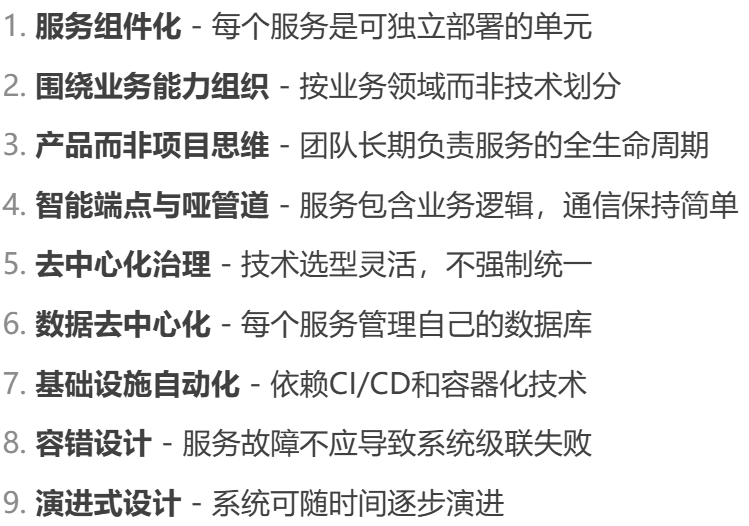 1. 服务组件化 - 每个服务是可独立部署的单元
2. 围绕业务能力组织 - 按业务领域而非技术划分
3. 产品而非项目思维 - 团队长期负责服务的全生命周期
4. 智能端点与哑管道 - 服务包含业务逻辑，通信保持简单
5. 去中心化治理 - 技术选型灵活，不强制统一
6. 数据去中心化 - 每个服务管理自己的数据库
7. 基础设施自动化 - 依赖CI/CD和容器化技术
8. 容错设计 - 服务故障不应导致系统级联失败
9. 演进式设计 - 系统可随时间逐步演进